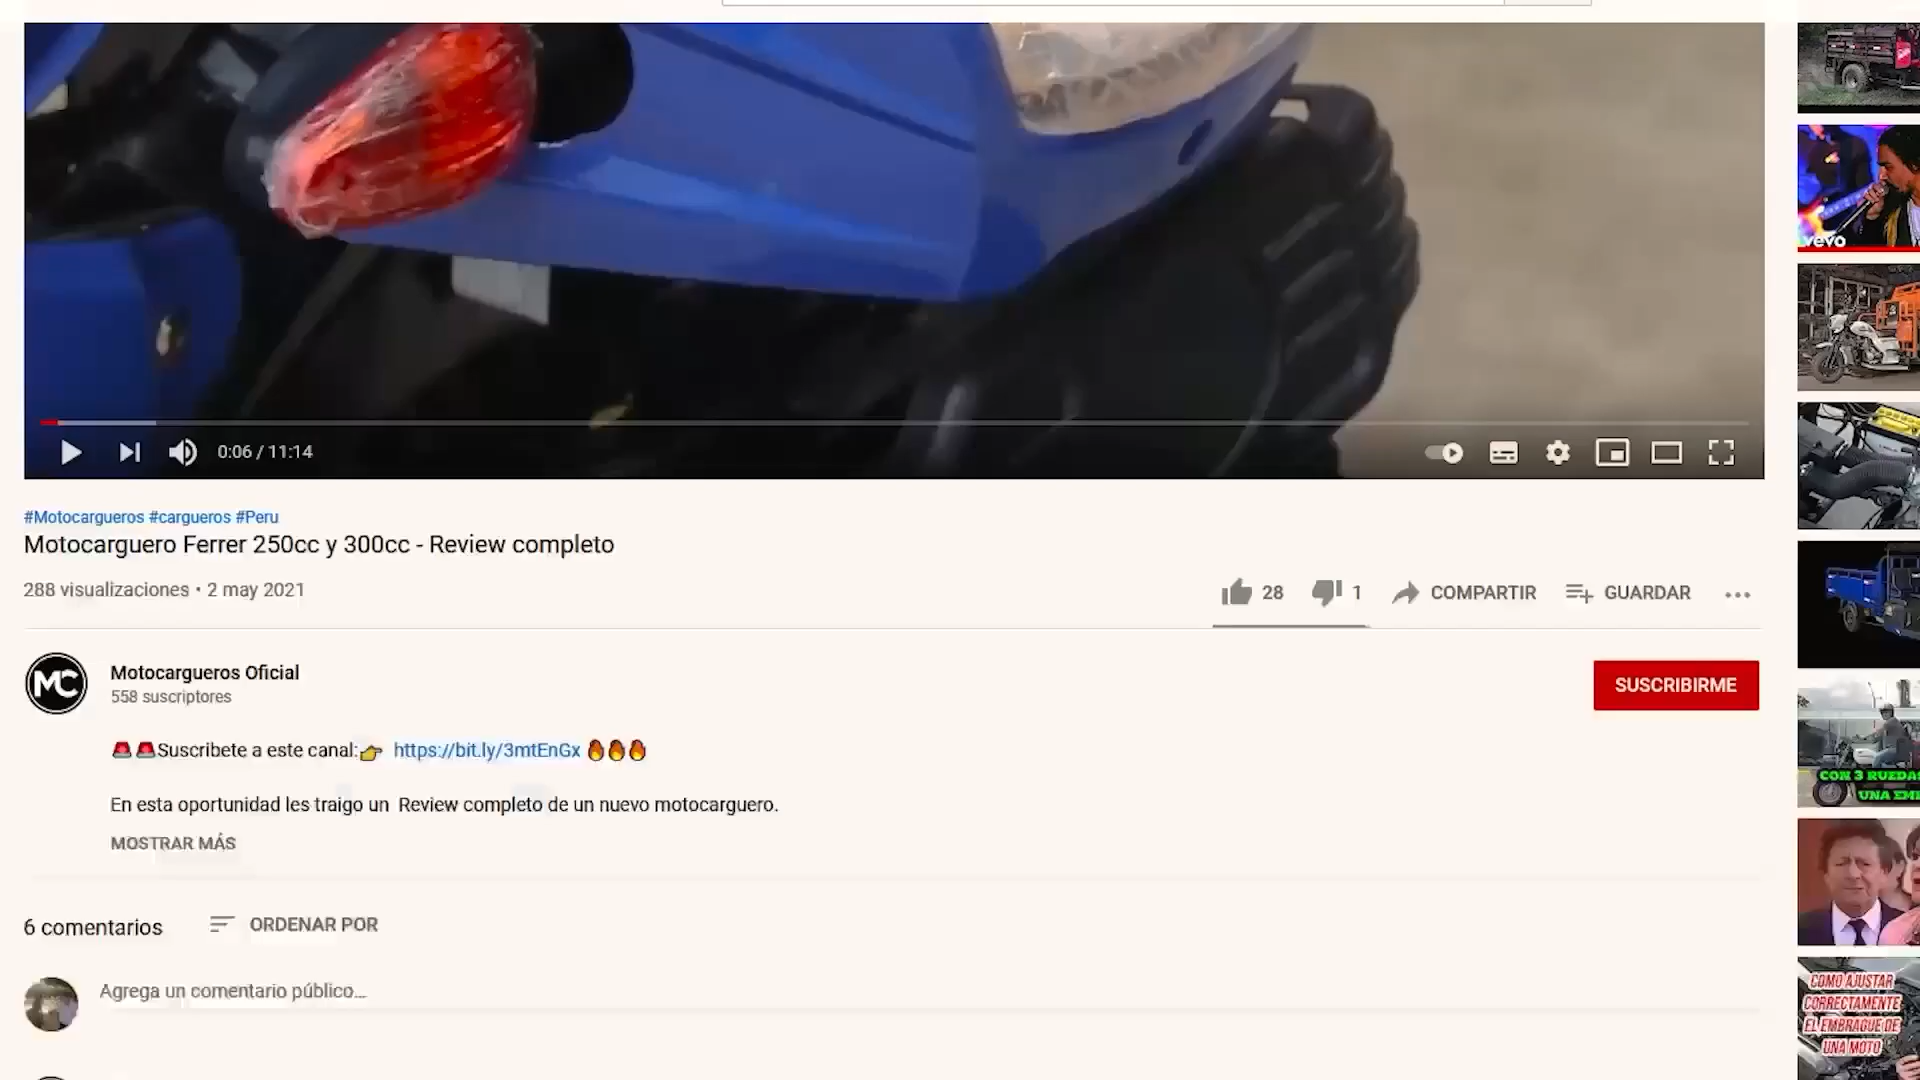 vevo
0:06 / 11:14
#Motocargueros #cargueros #Peru
Motocarguero Ferrer 250cc y 300cc - Review completo
288 visualizaciones • 2 may 2021
28
1
COMPARTIR
GUARDAR
MC
Motocargueros Oficial
558 suscriptores
SUSCRIBIRME
🚨🚨Suscribete a este canal:👉 https://bit.ly/3mtEnGx 🔥🔥🔥
En esta oportunidad les traigo un Review completo de un nuevo motocarguero.
MOSTRAR MÁS
6 comentarios
ORDENAR POR
Agrega un comentario público...
CON 3 RUEDAS
UNA
COMO AJUSTAR
CORRECTAMENTE
EL EMBRAGUE DE
UNA MOTO